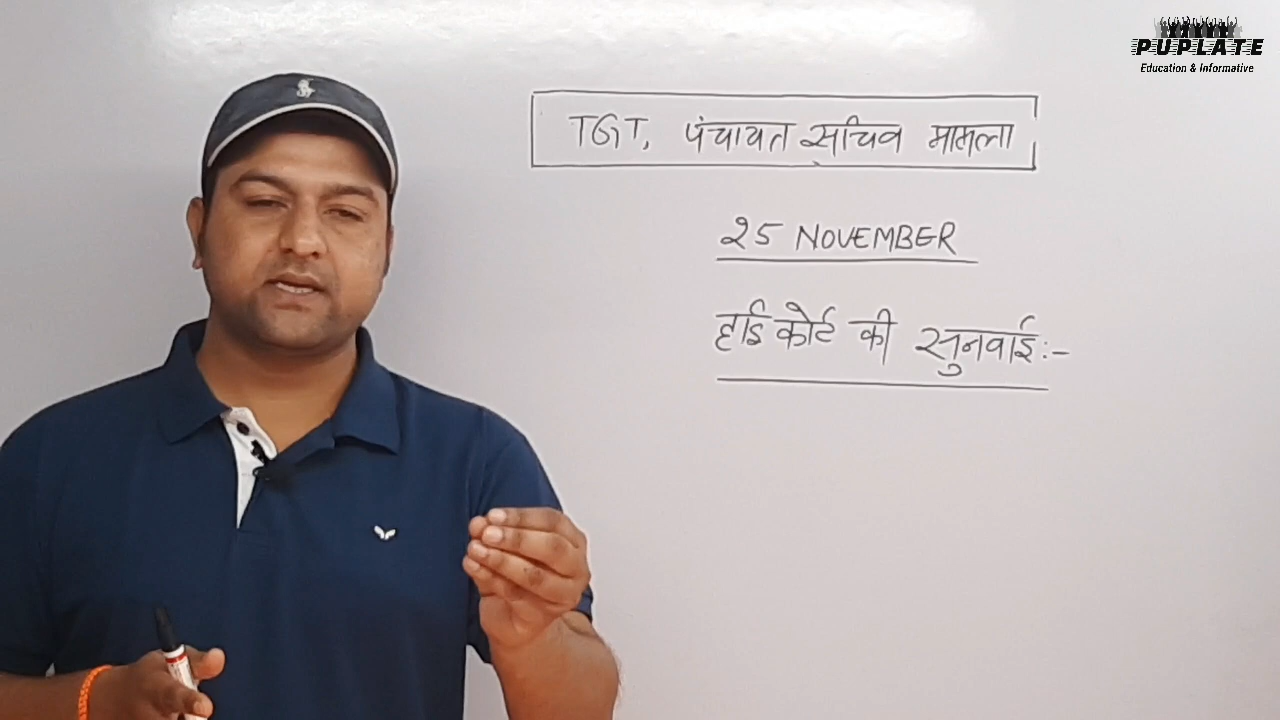 PUPLATE
Education & Informative
TGT, पंचायत सचिव मामला
25 NOVEMBER
हाई कोर्ट की सुनवाई:-